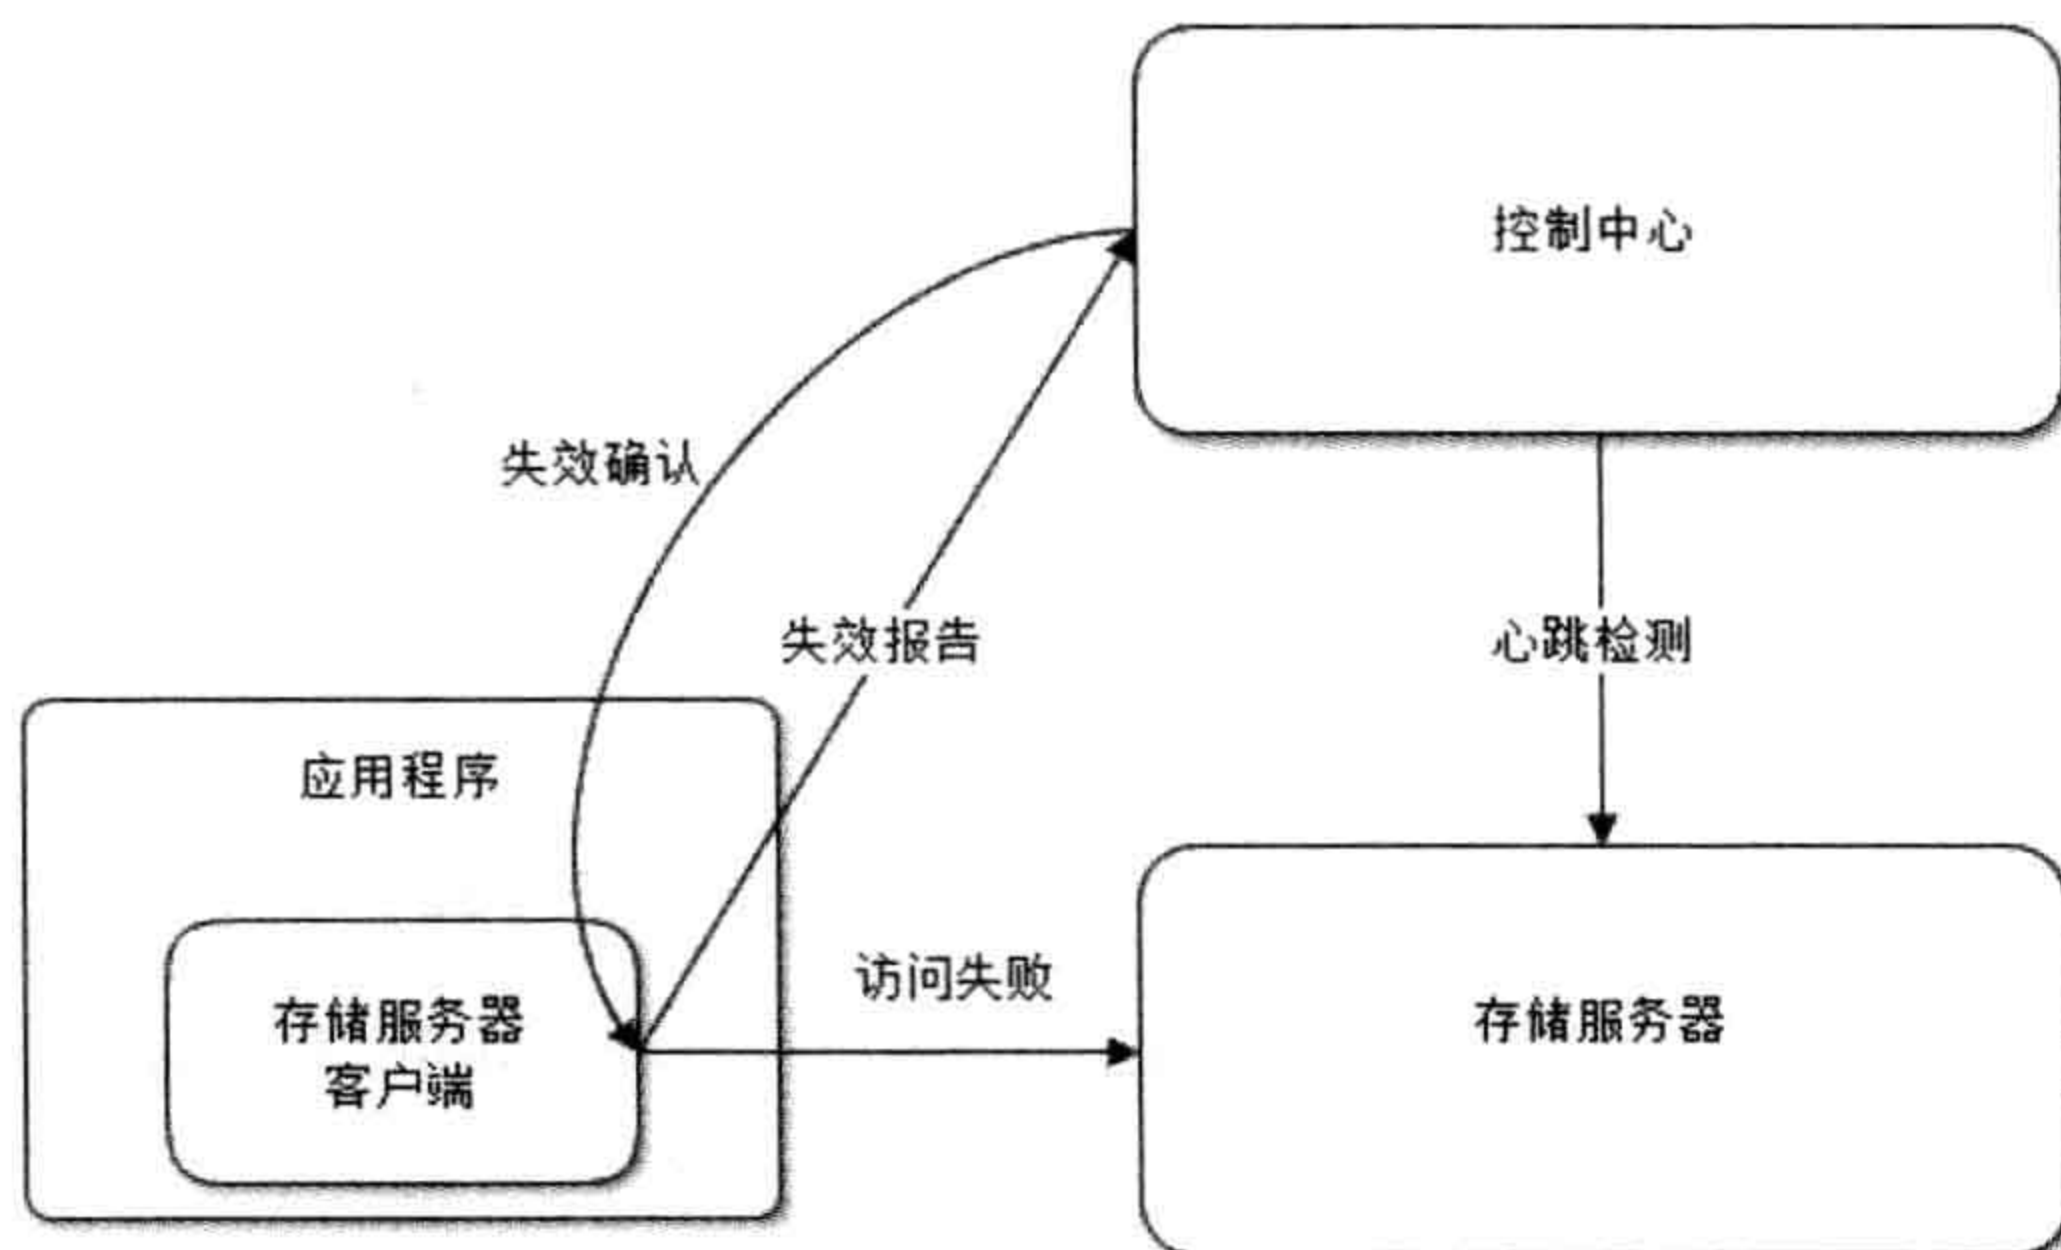 控制中心
失效确认
失效报告
心跳检测
应用程序
访问失败
存储服务器
客户端
存储服务器